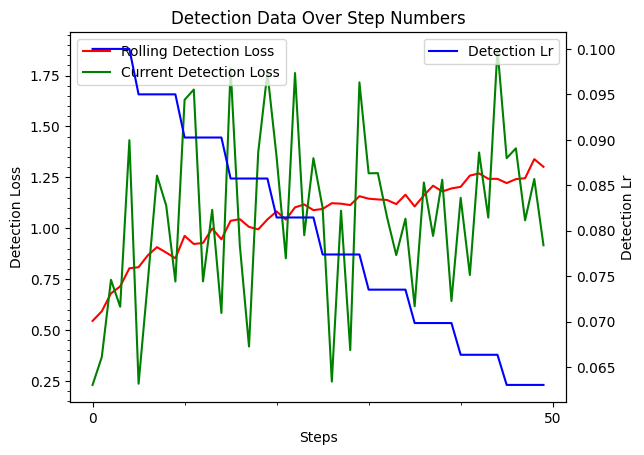 Detection Data Over Step Numbers
Rolling Detection Loss
Current Detection Loss
Detection Lr
1.75
1.50
1.25
1.00
0.75
0.50
0.25
Detection Loss
0.100
0.095
0.090
0.085
0.080
0.075
0.070
0.065
Detection Lr
0
50
Steps